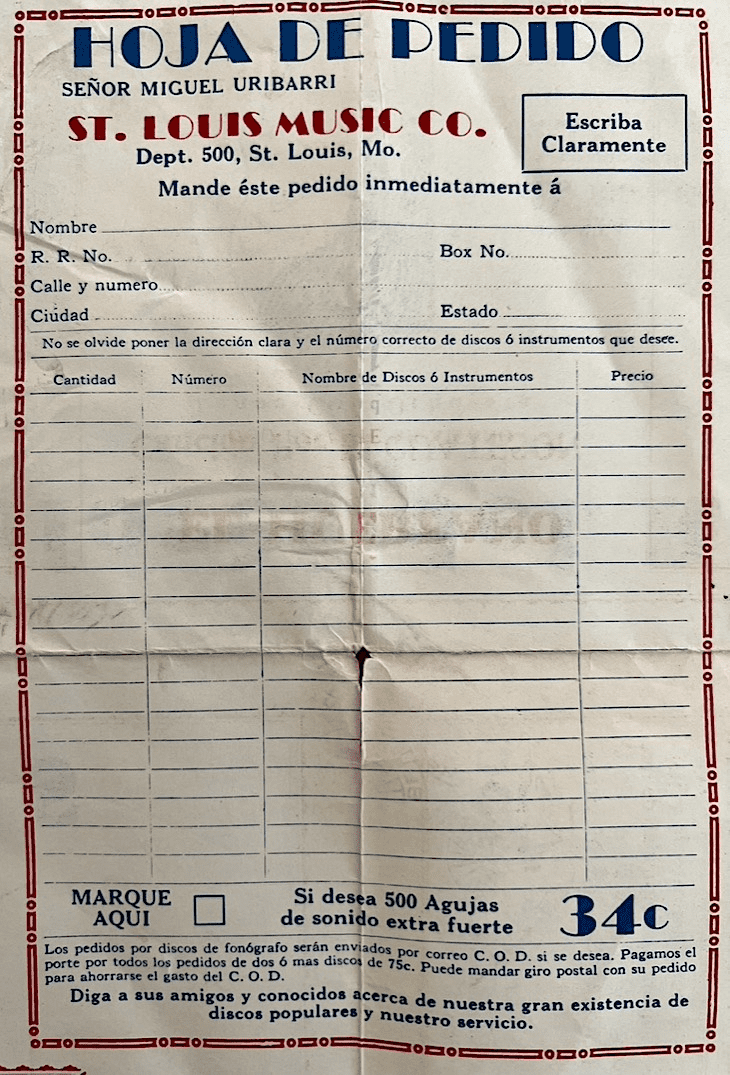 HOJA DE PEDIDO
SEÑOR MIGUEL URIBARRI
ST. LOUIS MUSIC CO.
Dept. 500, St. Louis, Mo.
Escriba
Claramente
Mande éste pedido inmediatamente á
Nombre
R. R. No. Box No.
Calle y numero
Ciudad Estado
No se olvide poner la dirección clara y el número correcto de discos ó instrumentos que desee.
Cantidad Número Nombre de Discos ó Instrumentos Precio
MARQUE
AQUI
Si desea 500 Agujas
de sonido extra fuerte
34c
Los pedidos por discos de fonógrafo serán enviados por correo C. O. D. si se desea. Pagamos el
porte por todos los pedidos de dos ó mas discos de 75c. Puede mandar giro postal con su pedido
para ahorrarse el gasto del C. O. D.
Diga a sus amigos y conocidos acerca de nuestra gran existencia de
discos populares y nuestro servicio.